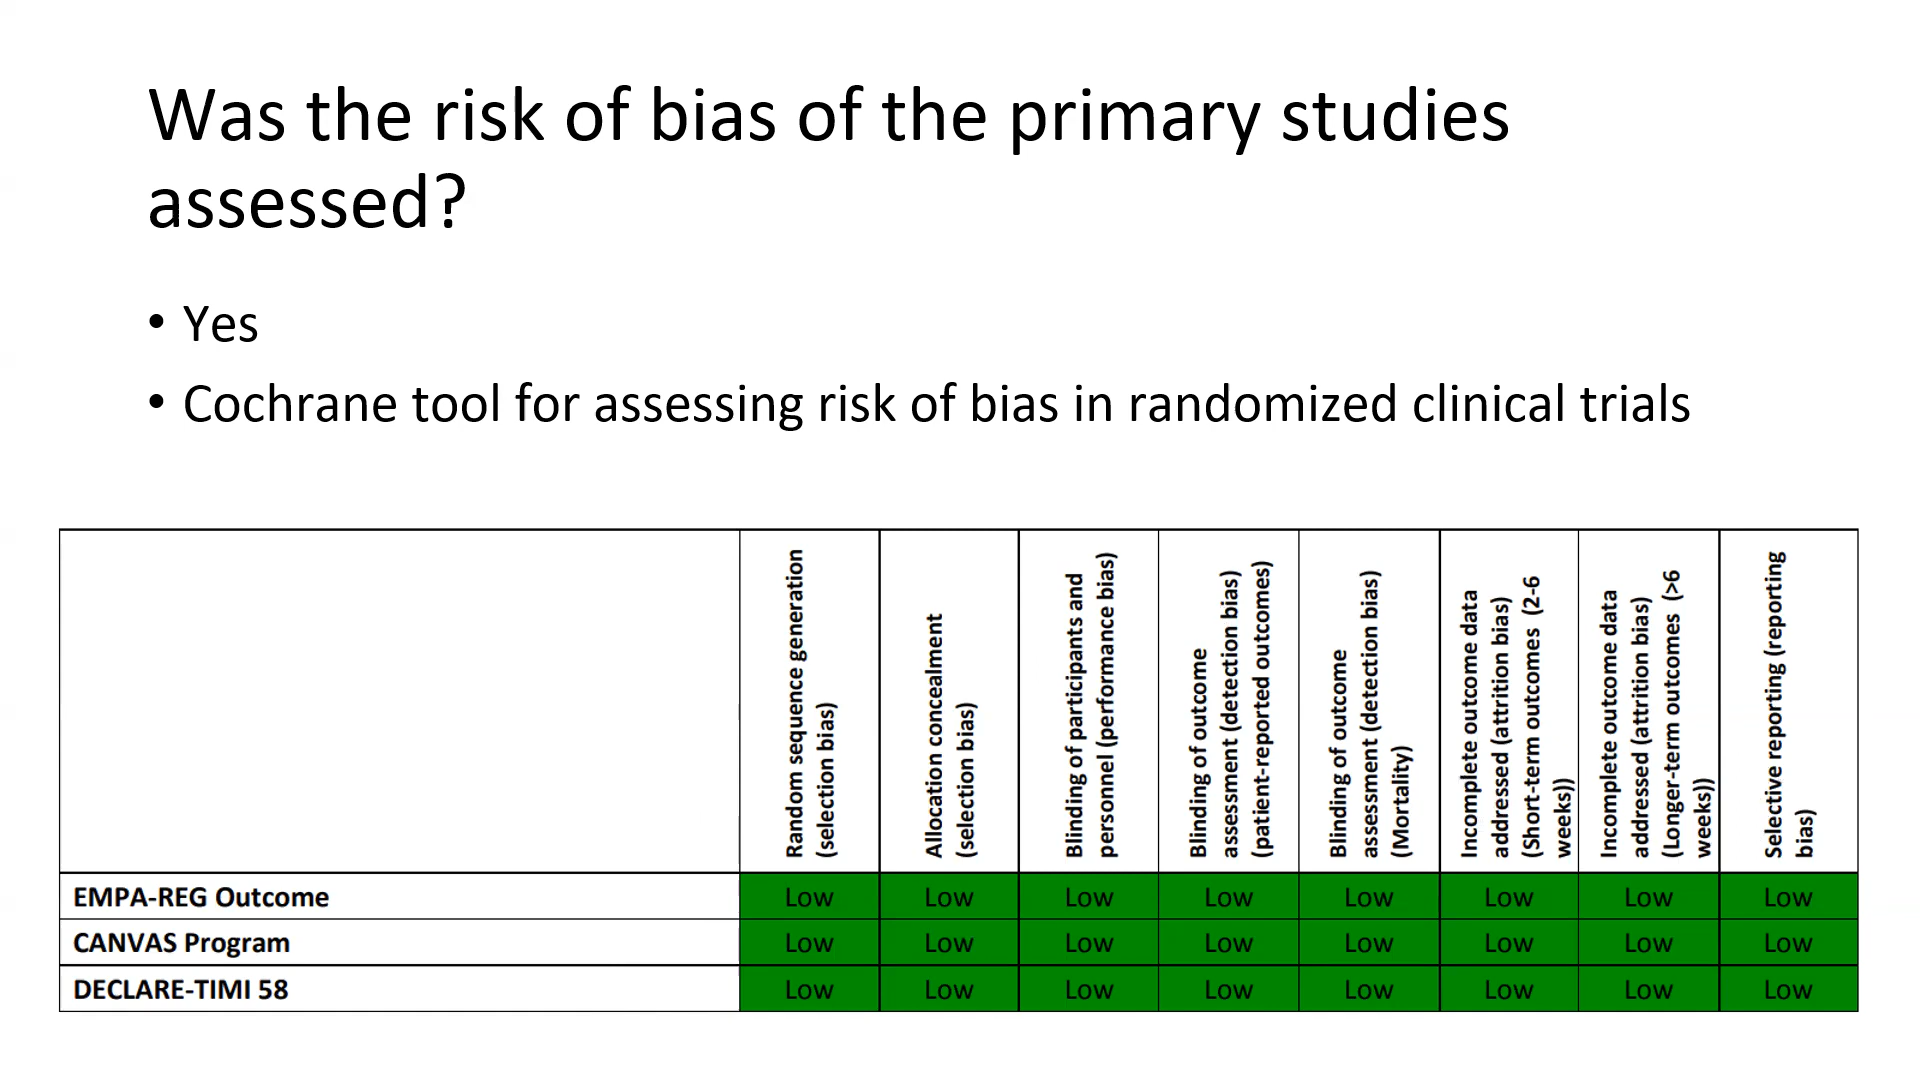 Was the risk of bias of the primary studies
assessed?
• Yes
• Cochrane tool for assessing risk of bias in randomized clinical trials
Random sequence generation
(selection bias)
Allocation concealment
(selection bias)
Blinding of participants and
personnel (performance bias)
Blinding of outcome
assessment (detection bias)
(patient-reported outcomes)
Blinding of outcome
assessment (detection bias)
(Mortality)
Incomplete outcome data
addressed (attrition bias)
(Short-term outcomes (2-6
weeks))
Incomplete outcome data
addressed (attrition bias)
(Longer-term outcomes (>6
weeks))
Selective reporting (reporting
bias)
EMPA-REG Outcome Low Low Low Low Low Low Low Low
CANVAS Program Low Low Low Low Low Low Low Low
DECLARE-TIMI 58 Low Low Low Low Low Low Low Low